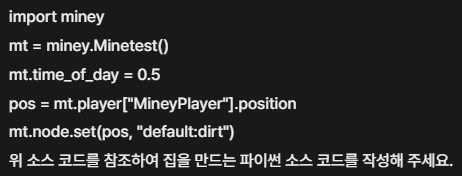 import miney
mt = miney.Minetest()
mt.time_of_day = 0.5
pos = mt.player["MineyPlayer"].position
mt.node.set(pos, "default:dirt")
위 소스 코드를 참조하여 집을 만드는 파이썬 소스 코드를 작성해 주세요.